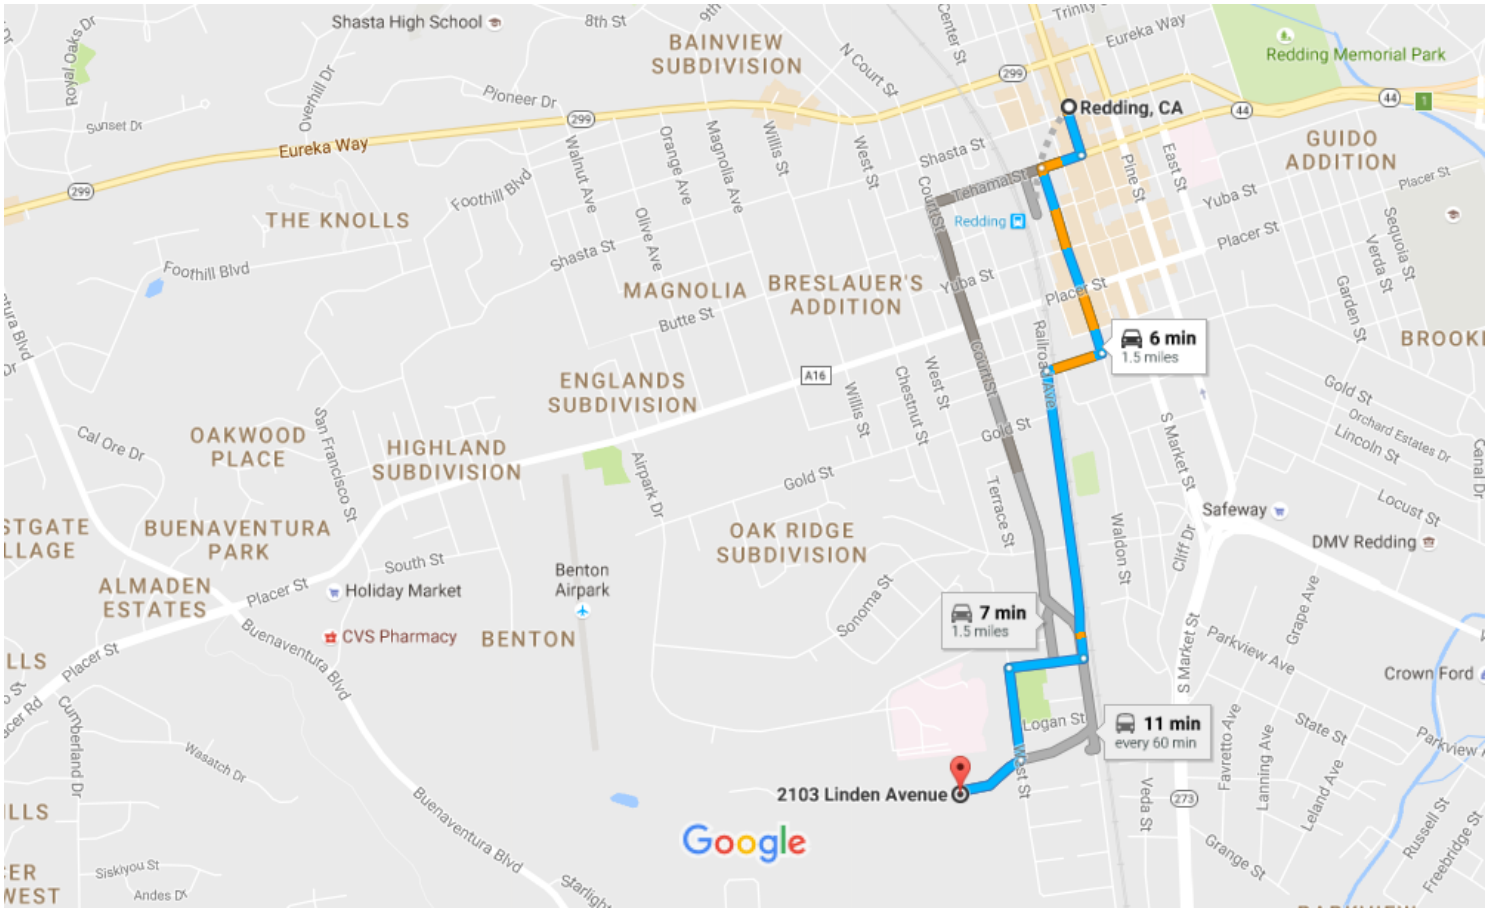 Shasta High School
8th St
9th
Center St
Trinity
Eureka Way
Royal Oaks Dr
Overhill Dr
BAINVIEW
SUBDIVISION
N Court St
299
Redding Memorial Park
Pioneer Dr
Redding, CA
44
44
1
Sunset Dr
299
Eureka Way
Walnut Ave
Orange Ave
Magnolia Ave
Willis St
West St
Shasta St
Pine St
East St
GUIDO
ADDITION
299
Foothill Blvd
Tehama St
Court St
Placer St
Yuba St
THE KNOLLS
Olive Ave
Redding
Placer St
Sequoia St
Verda St
Foothill Blvd
Shasta St
MAGNOLIA
BRESLAUER'S
ADDITION
Yuba St
Placer St
Garden St
Butte St
Railroad Ave
6 min
1.5 miles
BROOK
Court St
A16
ENGLANDS
SUBDIVISION
Willis St
Chestnut St
West St
Gold St
Orchard Estates Dr
Lincoln St
Cal Ore Dr
OAKWOOD
PLACE
San Francisco St
HIGHLAND
SUBDIVISION
Gold St
S Market St
Canal Dr
Airpark Dr
Gold St
Terrace St
Locust St
Safeway
STGATE
LLAGE
BUENAVENTURA
PARK
OAK RIDGE
SUBDIVISION
Waldon St
Cliff Dr
DMV Redding
South St
Benton
Airpark
ALMADEN
ESTATES
Placer St
Holiday Market
Sonoma St
7 min
1.5 miles
Grape Ave
Buenaventura Blvd
CVS Pharmacy
BENTON
S Market St
Parkview Ave
LLS
Placer St
Crown Ford
Cumberland Dr
Logan St
11 min
every 60 min
Favretto Ave
State St
Parkview
Wasatch Dr
West St
Lanning Ave
Leland Ave
2103 Linden Avenue
Veda St
273
Buenaventura Blvd
Google
Russell St
Freebridge St
Grange St
ILLS
CER
WEST
Siskiyou St
Andes Dr
Starlight